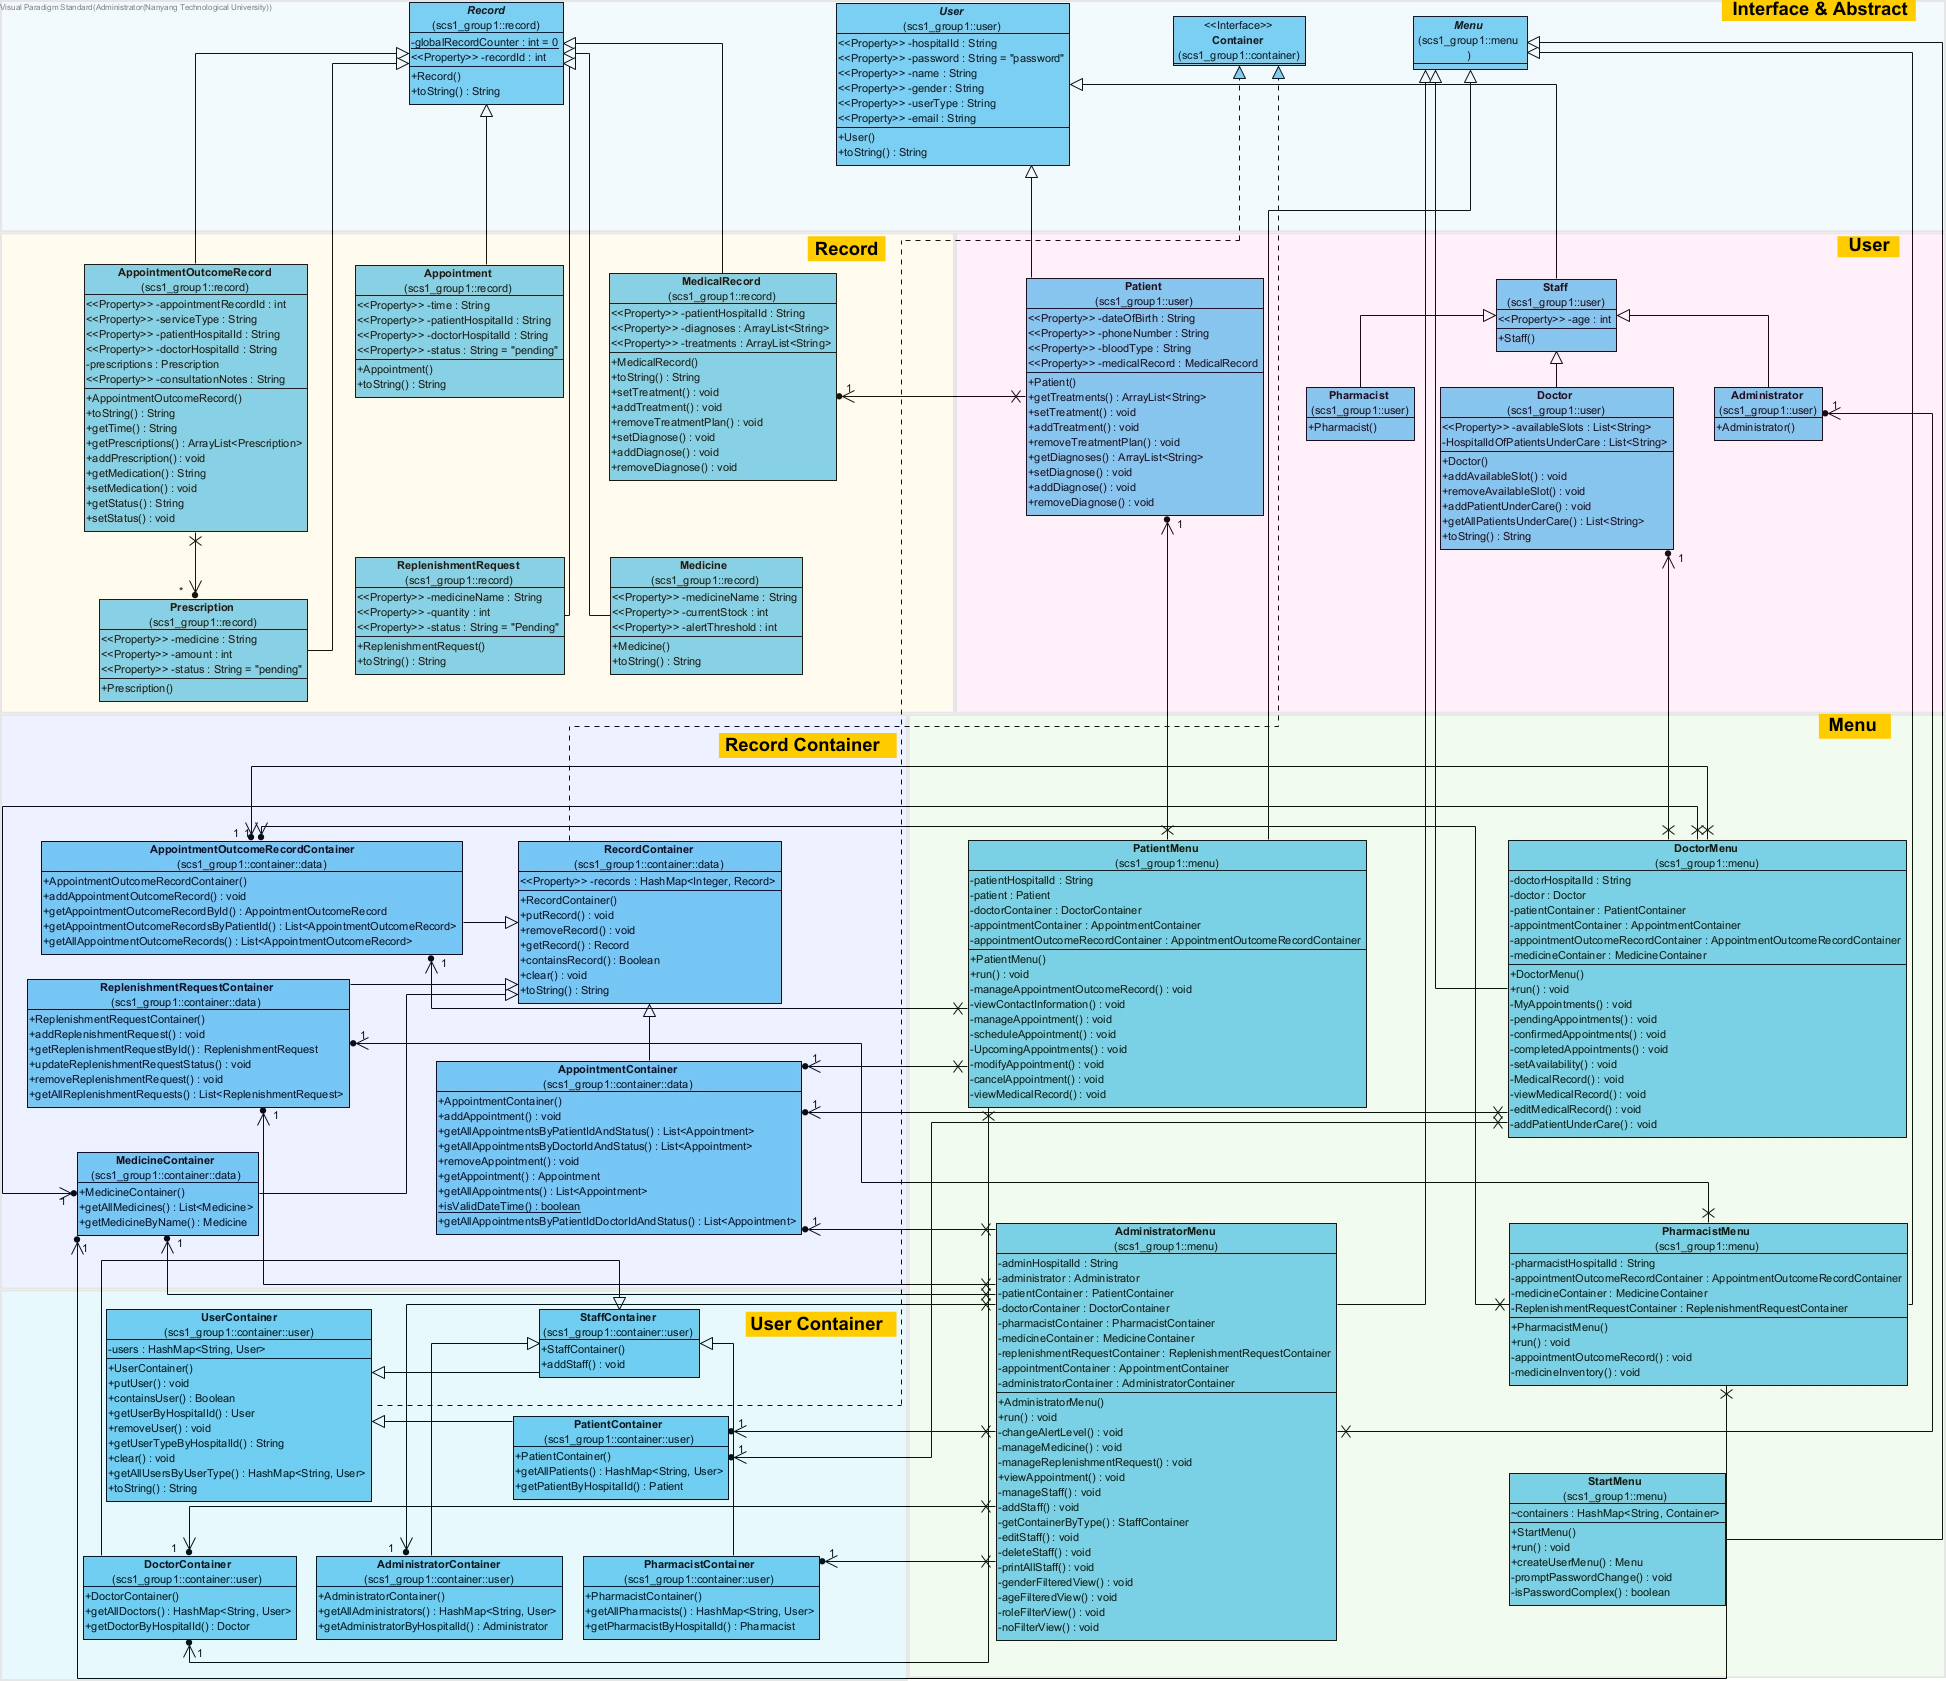 Visual Paradigm Standard(Administrator(Nanyang Technological University))
Interface & Abstract
Record
(scs1_group1::record)
-globalRecordCounter : int = 0
<<Property>> -recordId : int
+Record()
+toString() : String
User
(scs1_group1::user)
<<Property>> -hospitalId : String
<<Property>> -password : String = "password"
<<Property>> -name : String
<<Property>> -gender : String
<<Property>> -userType : String
<<Property>> -email : String
+User()
+toString() : String
<<Interface>>
Container
(scs1_group1::container)
Menu
(scs1_group1::menu
)
Record
AppointmentOutcomeRecord
(scs1_group1::record)
<<Property>> -appointmentRecordId : int
<<Property>> -serviceType : String
<<Property>> -patientHospitalId : String
<<Property>> -doctorHospitalId : String
-prescriptions : Prescription
<<Property>> -consultationNotes : String
+AppointmentOutcomeRecord()
+toString() : String
+getTime() : String
+getPrescriptions() : ArrayList<Prescription>
+addPrescription() : void
+getMedication() : String
+setMedication() : void
+getStatus() : String
+setStatus() : void
*
Appointment
(scs1_group1::record)
<<Property>> -time : String
<<Property>> -patientHospitalId : String
<<Property>> -doctorHospitalId : String
<<Property>> -status : String = "pending"
+Appointment()
+toString() : String
MedicalRecord
(scs1_group1::record)
<<Property>> -patientHospitalId : String
<<Property>> -diagnoses : ArrayList<String>
<<Property>> -treatments : ArrayList<String>
+MedicalRecord()
+toString() : String
+setTreatment() : void
+addTreatment() : void
+removeTreatmentPlan() : void
+setDiagnose() : void
+addDiagnose() : void
+removeDiagnose() : void
1
Prescription
(scs1_group1::record)
<<Property>> -medicine : String
<<Property>> -amount : int
<<Property>> -status : String = "pending"
+Prescription()
ReplenishmentRequest
(scs1_group1::record)
<<Property>> -medicineName : String
<<Property>> -quantity : int
<<Property>> -status : String = "Pending"
+ReplenishmentRequest()
+toString() : String
Medicine
(scs1_group1::record)
<<Property>> -medicineName : String
<<Property>> -currentStock : int
<<Property>> -alertThreshold : int
+Medicine()
+toString() : String
User
Patient
(scs1_group1::user)
<<Property>> -dateOfBirth : String
<<Property>> -phoneNumber : String
<<Property>> -bloodType : String
<<Property>> -medicalRecord : MedicalRecord
+Patient()
+getTreatments() : ArrayList<String>
+setTreatment() : void
+addTreatment() : void
+removeTreatmentPlan() : void
+getDiagnoses() : ArrayList<String>
+setDiagnose() : void
+addDiagnose() : void
+removeDiagnose() : void
1
Staff
(scs1_group1::user)
<<Property>> -age : int
+Staff()
Pharmacist
(scs1_group1::user)
+Pharmacist()
Doctor
(scs1_group1::user)
<<Property>> -availableSlots : List<String>
-HospitalIdOfPatientsUnderCare : List<String>
+Doctor()
+addAvailableSlot() : void
+removeAvailableSlot() : void
+addPatientUnderCare() : void
+getAllPatientsUnderCare() : List<String>
+toString() : String
1
Administrator
(scs1_group1::user)
+Administrator()
1
Record Container
1
1
AppointmentOutcomeRecordContainer
(scs1_group1::container::data)
+AppointmentOutcomeRecordContainer()
+addAppointmentOutcomeRecord() : void
+getAppointmentOutcomeRecordById() : AppointmentOutcomeRecord
+getAppointmentOutcomeRecordsByPatientId() : List<AppointmentOutcomeRecord>
+getAllAppointmentOutcomeRecords() : List<AppointmentOutcomeRecord>
1
RecordContainer
(scs1_group1::container::data)
<<Property>> -records : HashMap<Integer, Record>
+RecordContainer()
+putRecord() : void
+removeRecord() : void
+getRecord() : Record
+containsRecord() : Boolean
+clear() : void
+toString() : String
ReplenishmentRequestContainer
(scs1_group1::container::data)
+ReplenishmentRequestContainer()
+addReplenishmentRequest() : void
+getReplenishmentRequestById() : ReplenishmentRequest
+updateReplenishmentRequestStatus() : void
+removeReplenishmentRequest() : void
+getAllReplenishmentRequests() : List<ReplenishmentRequest>
1
1
AppointmentContainer
(scs1_group1::container::data)
+AppointmentContainer()
+addAppointment() : void
+getAllAppointmentsByPatientIdAndStatus() : List<Appointment>
+getAllAppointmentsByDoctorIdAndStatus() : List<Appointment>
+removeAppointment() : void
+getAppointment() : Appointment
+getAllAppointments() : List<Appointment>
+isValidDateTime() : boolean
+getAllAppointmentsByPatientIdDoctorIdAndStatus() : List<Appointment>
1
1
1
MedicineContainer
(scs1_group1::container::data)
+MedicineContainer()
+getAllMedicines() : List<Medicine>
+getMedicineByName() : Medicine
1
1
1
Menu
PatientMenu
(scs1_group1::menu)
-patientHospitalId : String
-patient : Patient
-doctorContainer : DoctorContainer
-appointmentContainer : AppointmentContainer
-appointmentOutcomeRecordContainer : AppointmentOutcomeRecordContainer
+PatientMenu()
+run() : void
-manageAppointmentOutcomeRecord() : void
-viewContactInformation() : void
-manageAppointment() : void
-scheduleAppointment() : void
-UpcomingAppointments() : void
-modifyAppointment() : void
-cancelAppointment() : void
-viewMedicalRecord() : void
DoctorMenu
(scs1_group1::menu)
-doctorHospitalId : String
-doctor : Doctor
-patientContainer : PatientContainer
-appointmentContainer : AppointmentContainer
-appointmentOutcomeRecordContainer : AppointmentOutcomeRecordContainer
-medicineContainer : MedicineContainer
+DoctorMenu()
+run() : void
-MyAppointments() : void
-pendingAppointments() : void
-confirmedAppointments() : void
-completedAppointments() : void
-setAvailability() : void
-MedicalRecord() : void
-viewMedicalRecord() : void
-editMedicalRecord() : void
-addPatientUnderCare() : void
AdministratorMenu
(scs1_group1::menu)
-adminHospitalId : String
-administrator : Administrator
-patientContainer : PatientContainer
-doctorContainer : DoctorContainer
-pharmacistContainer : PharmacistContainer
-medicineContainer : MedicineContainer
-replenishmentRequestContainer : ReplenishmentRequestContainer
-appointmentContainer : AppointmentContainer
-administratorContainer : AdministratorContainer
+AdministratorMenu()
+run() : void
-changeAlertLevel() : void
-manageMedicine() : void
-manageReplenishmentRequest() : void
+viewAppointment() : void
-manageStaff() : void
-addStaff() : void
-getContainerByType() : StaffContainer
-editStaff() : void
-deleteStaff() : void
-printAllStaff() : void
-genderFilteredView() : void
-ageFilteredView() : void
-roleFilterView() : void
-noFilterView() : void
PharmacistMenu
(scs1_group1::menu)
-pharmacistHospitalId : String
-appointmentOutcomeRecordContainer : AppointmentOutcomeRecordContainer
-medicineContainer : MedicineContainer
-ReplenishmentRequestContainer : ReplenishmentRequestContainer
+PharmacistMenu()
+run() : void
-appointmentOutcomeRecord() : void
-medicineInventory() : void
StartMenu
(scs1_group1::menu)
~containers : HashMap<String, Container>
+StartMenu()
+run() : void
+createUserMenu() : Menu
-promptPasswordChange() : void
-isPasswordComplex() : boolean
User Container
UserContainer
(scs1_group1::container::user)
-users : HashMap<String, User>
+UserContainer()
+putUser() : void
+containsUser() : Boolean
+getUserByHospitalId() : User
+removeUser() : void
+getUserTypeByHospitalId() : String
+clear() : void
+getAllUsersByUserType() : HashMap<String, User>
+toString() : String
StaffContainer
(scs1_group1::container::user)
+StaffContainer()
+addStaff() : void
PatientContainer
(scs1_group1::container::user)
+PatientContainer()
+getAllPatients() : HashMap<String, User>
+getPatientByHospitalId() : Patient
1
1
1
DoctorContainer
(scs1_group1::container::user)
+DoctorContainer()
+getAllDoctors() : HashMap<String, User>
+getDoctorByHospitalId() : Doctor
1
1
AdministratorContainer
(scs1_group1::container::user)
+AdministratorContainer()
+getAllAdministrators() : HashMap<String, User>
+getAdministratorByHospitalId() : Administrator
PharmacistContainer
(scs1_group1::container::user)
+PharmacistContainer()
+getAllPharmacists() : HashMap<String, User>
+getPharmacistByHospitalId() : Pharmacist
1